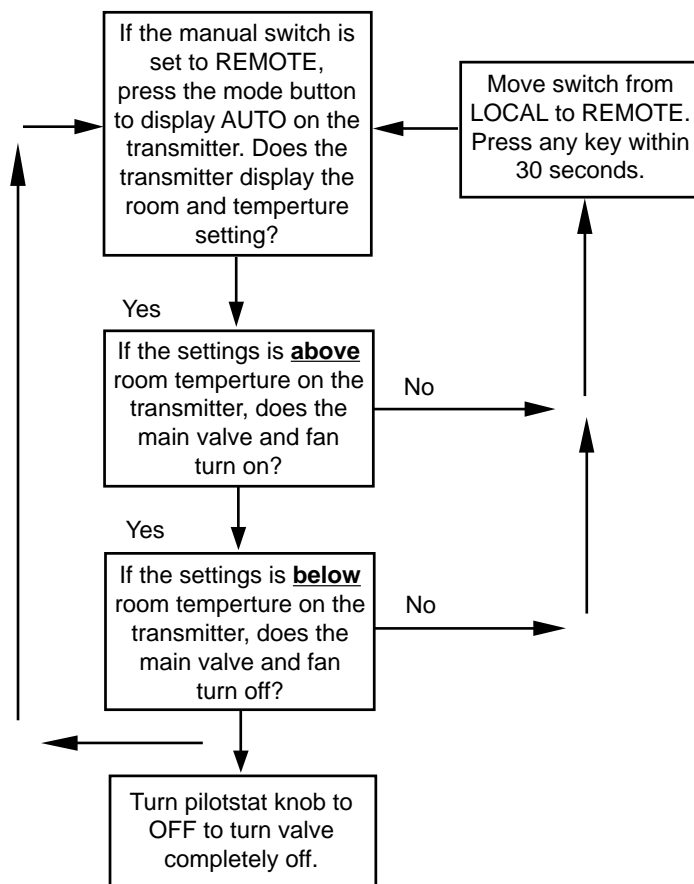 If the manual switch is
set to REMOTE,
press the mode button
to display AUTO on the
transmitter. Does the
transmitter display the
room and temperture
setting?
Move switch from
LOCAL to REMOTE.
Press any key within
30 seconds.
Yes
If the settings is above
room temperture on the
transmitter, does the
main valve and fan
turn on?
No
Yes
If the settings is below
room temperture on the
transmitter, does the
main valve and fan
turn off?
No
Turn pilotstat knob to
OFF to turn valve
completely off.